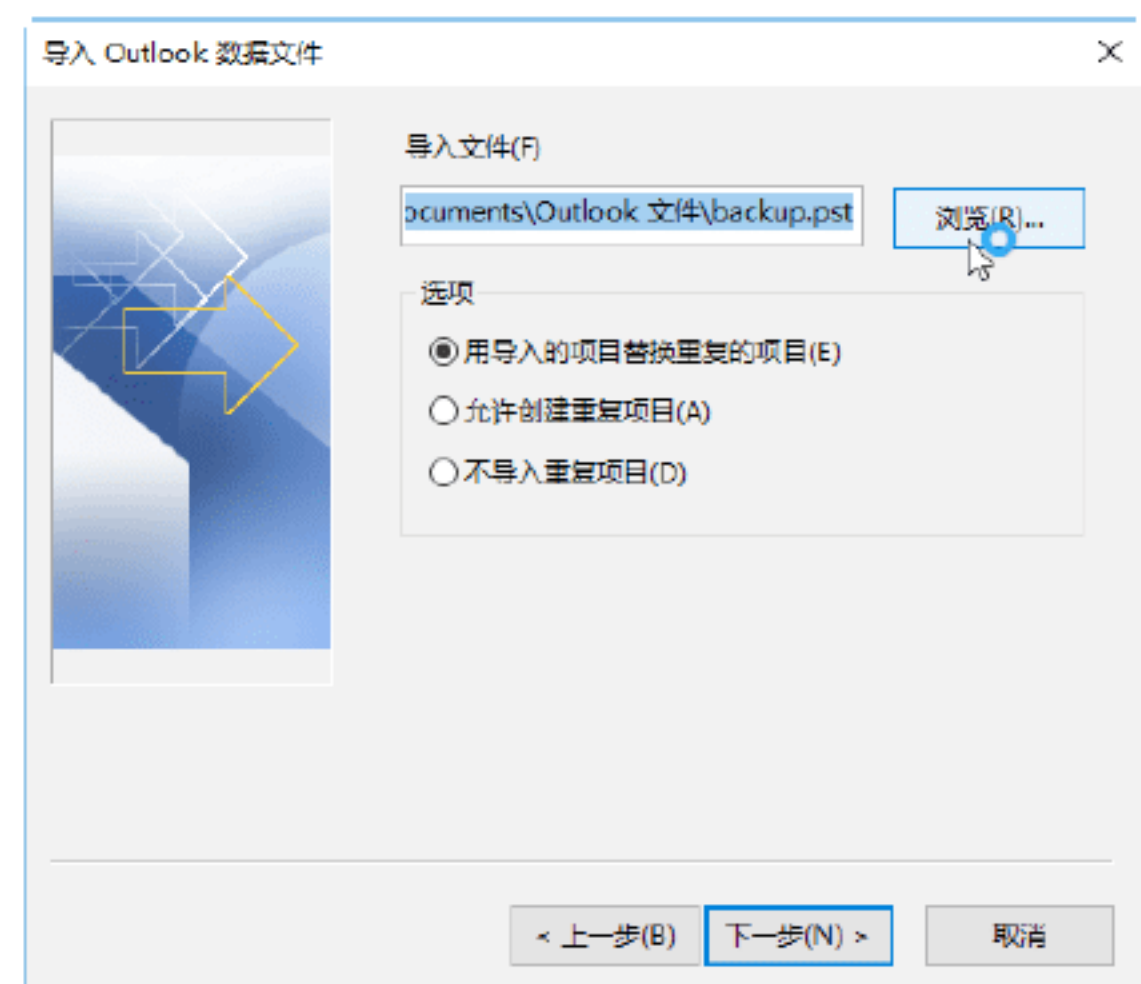 导入 Outlook 数据文件
导入文件(F)
ocuments\Outlook 文件\backup.pst
浏览(R)...
选项
用导入的项目替换重复的项目(E)
允许创建重复项目(A)
不导入重复项目(D)
< 上一步(B)
下一步(N) >
取消